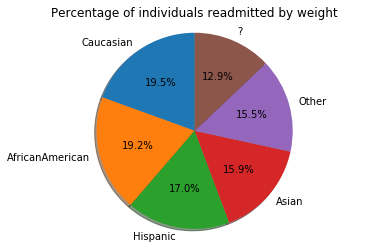 Percentage of individuals readmitted by weight
?
Caucasian
12.9%
19.5%
Other
15.5%
19.2%
AfricanAmerican
15.9%
17.0%
Asian
Hispanic